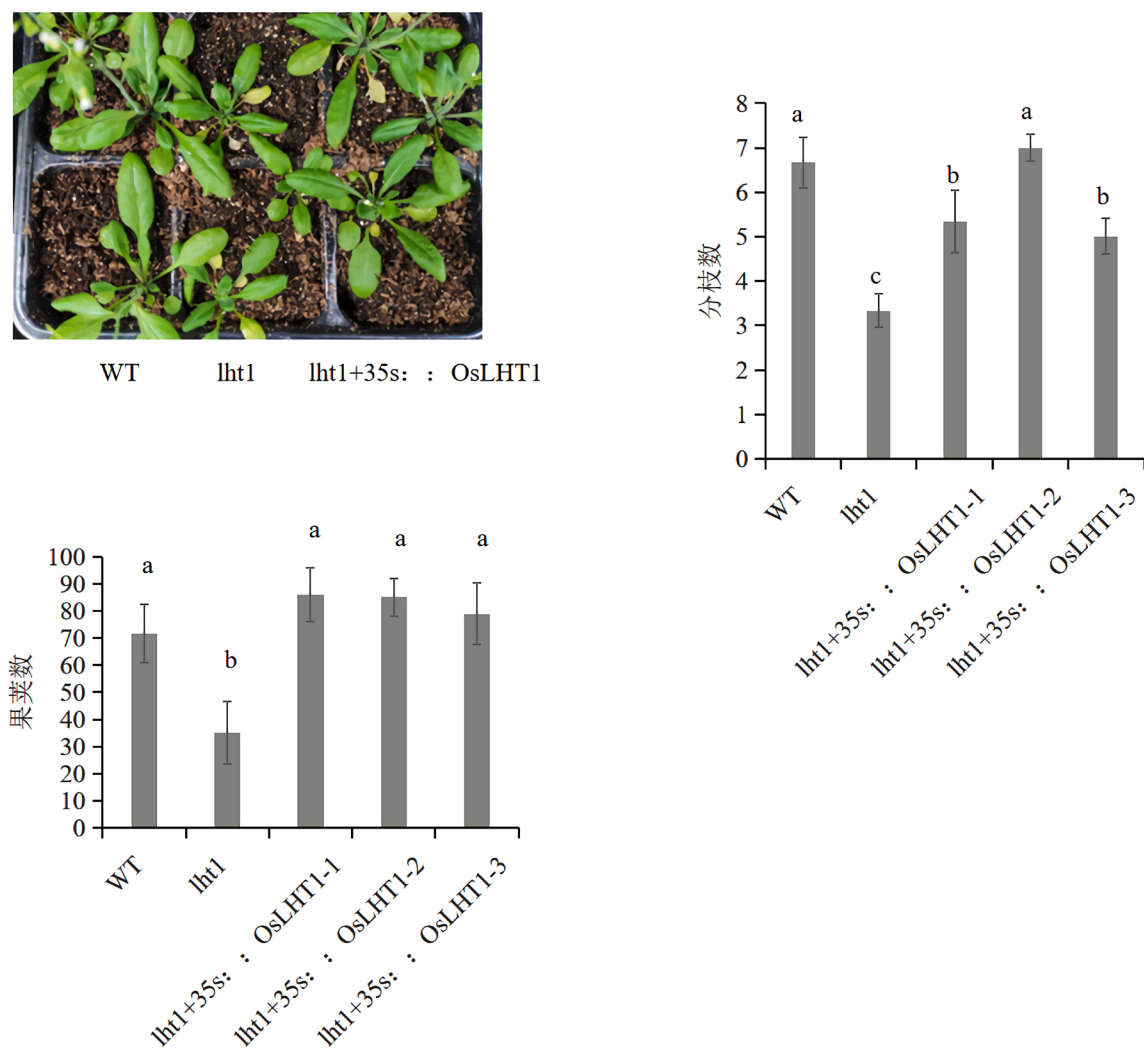 WT lht1 lht1+35s：：OsLHT1
8
7
6
5
4
3
2
1
0
分枝数
a
c
b
a
b
WT
lht1
lht1+35s：：OsLHT1-1
lht1+35s：：OsLHT1-2
lht1+35s：：OsLHT1-3
100
90
80
70
60
50
40
30
20
10
0
果荚数
a
b
a
a
a
WT
lht1
lht1+35s：：OsLHT1-1
lht1+35s：：OsLHT1-2
lht1+35s：：OsLHT1-3